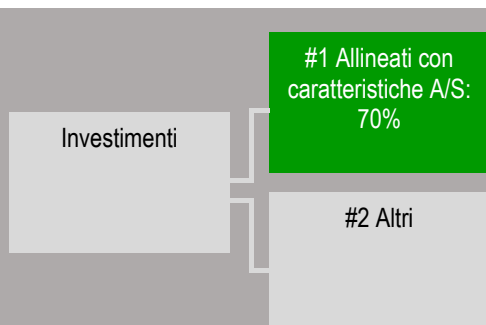 Investimenti
#1 Allineati con
caratteristiche A/S:
70%
#2 Altri